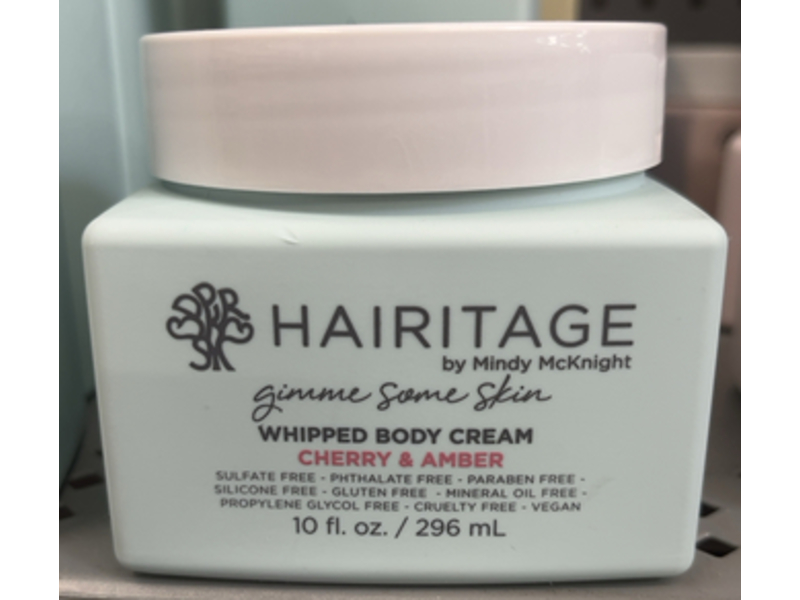 HAIRITAGE
by Mindy McKnight
gimme some skin
WHIPPED BODY CREAM
CHERRY & AMBER
SULFATE FREE - PHTHALATE FREE - PARABEN FREE -
SILICONE FREE - GLUTEN FREE - MINERAL OIL FREE -
PROPYLENE GLYCOL FREE - CRUELTY FREE - VEGAN
10 fl. oz. / 296 mL